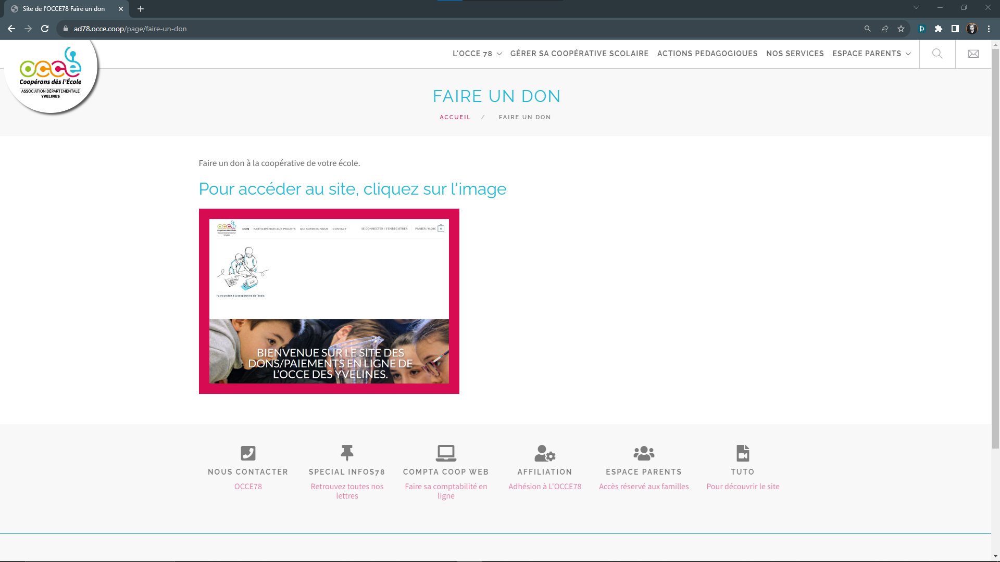 Site de l'OCCE78 Faire un don
ad78.occe.coop/page/faire-un-don
L'OCCE 78 GÉRER SA COOPÉRATIVE SCOLAIRE ACTIONS PEDAGOGIQUES NOS SERVICES ESPACE PARENTS
occe
Coopérons dès l'École
ASSOCIATION DÉPARTEMENTALE
YVELINES
FAIRE UN DON
ACCUEIL / FAIRE UN DON
Faire un don à la coopérative de votre école.
Pour accéder au site, cliquez sur l'image
occe
Coopérons dès l'École
DON PARTICIPATION AUX PROJETS QUI SOMMES-NOUS CONTACT SE CONNECTER / S'ENREGISTRER PANIER / 0,00€ 0
Faire un don à la coopérative de l'école
BIENVENUE SUR LE SITE DES
DONS/PAIEMENTS EN LIGNE DE
L'OCCE DES YVELINES.
NOUS CONTACTER
OCCE78
SPECIAL INFOS78
Retrouvez toutes nos
lettres
COMPTA COOP WEB
Faire sa comptabilité en
ligne
AFFILIATION
Adhésion à L'OCCE78
ESPACE PARENTS
Accès réservé aux familles
TUTO
Pour découvrir le site